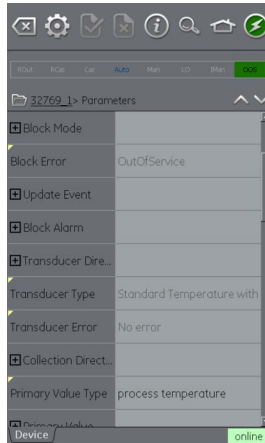 ROut RCas Cas Auto Man LO IMan OOS
32769_1> Parameters
Block Mode
Block Error OutOfService
Update Event
Block Alarm
Transducer Dire...
Transducer Type Standard Temperature with
Transducer Error No error
Collection Direct...
Primary Value Type process temperature
Primary Value
Device online